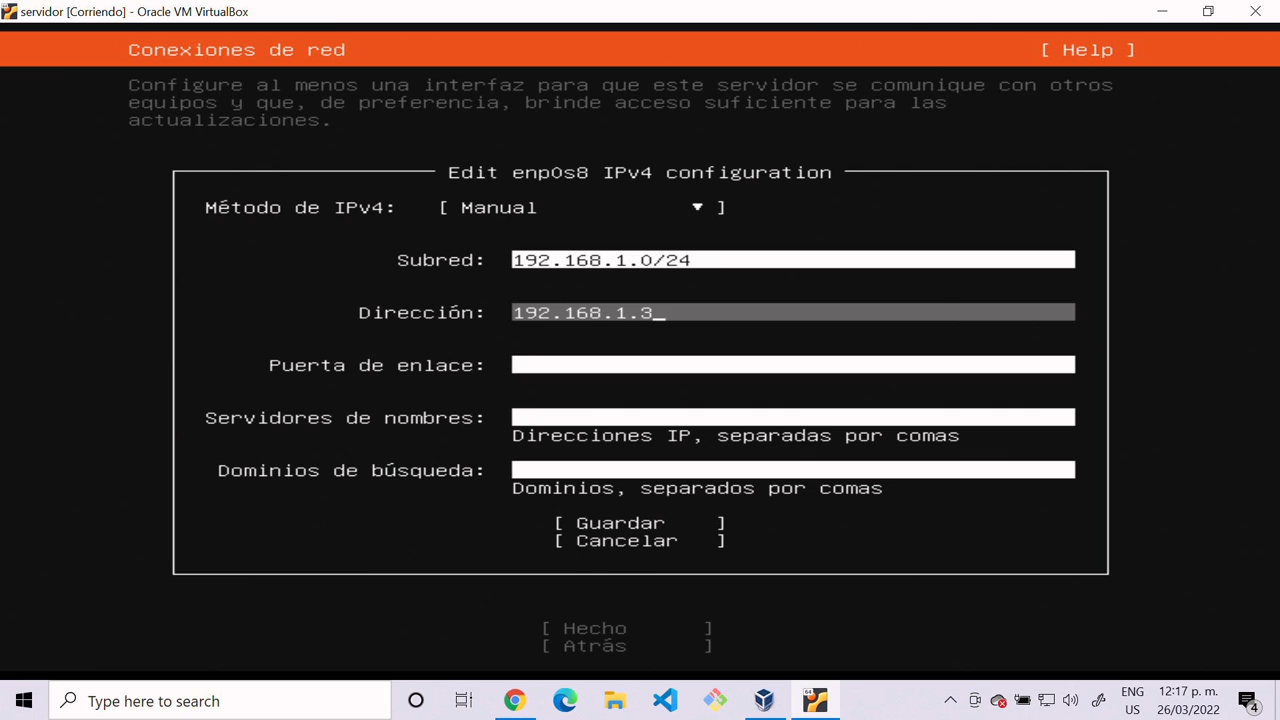 servidor [Corriendo] - Oracle VM VirtualBox
Conexiones de red
[ Help ]
Configure al menos una interfaz para que este servidor se comunique con otros
equipos y que, de preferencia, brinde acceso suficiente para las
actualizaciones.
Edit enp0s8 IPv4 configuration
Método de IPv4: [ Manual ▾ ]
Subred: 192.168.1.0/24
Dirección: 192.168.1.3_
Puerta de enlace:
Servidores de nombres:
Direcciones IP, separadas por comas
Dominios de búsqueda:
Dominios, separados por comas
[ Guardar ]
[ Cancelar ]
[ Hecho ]
[ Atrás ]
Type here to search
ENG
US
12:17 p. m.
26/03/2022
4